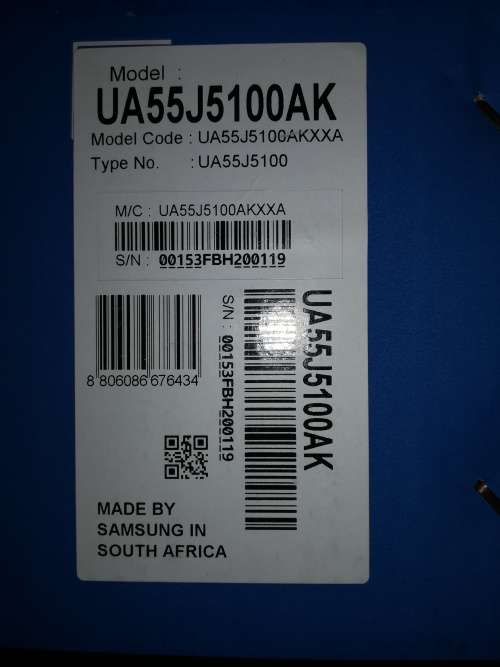 Model :
UA55J5100AK
Model Code : UA55J5100AKXXA
Type No. : UA55J5100
M/C : UA55J5100AKXXA
S/N : 00153FBH200119
8 806086 676434
S/N : 00153FBH200119
UA55J5100AK
MADE BY
SAMSUNG IN
SOUTH AFRICA